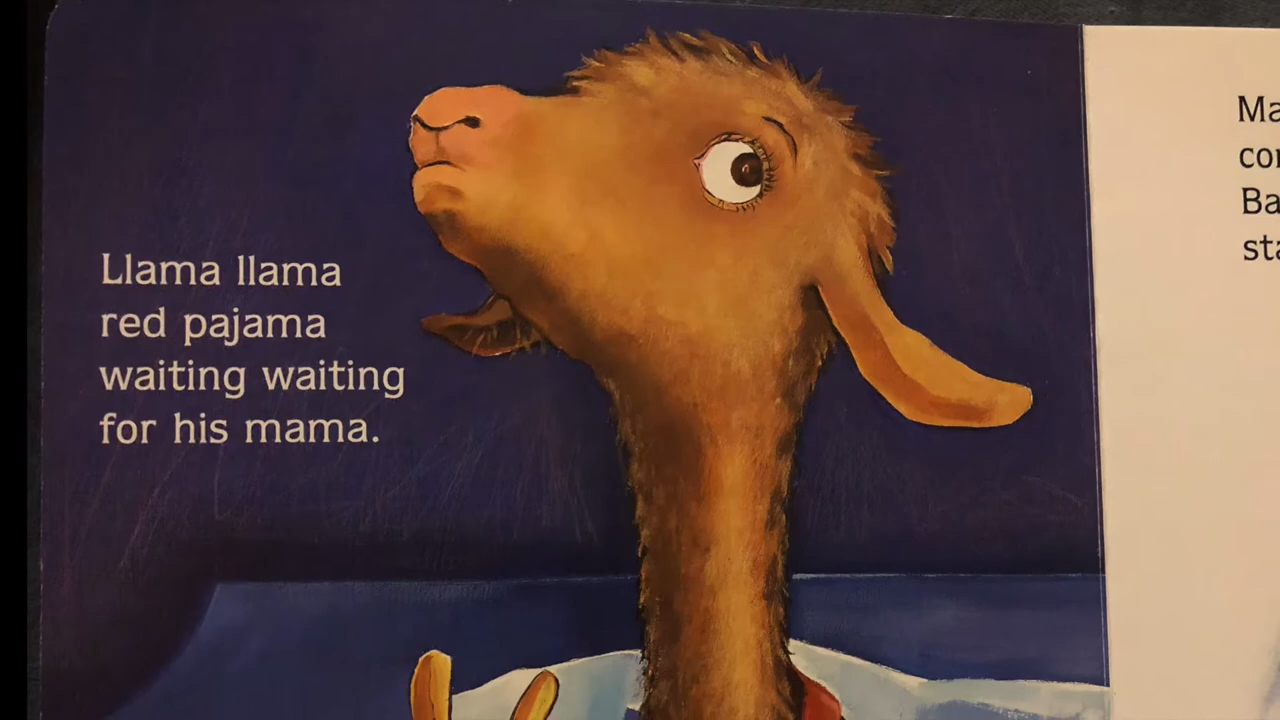 Llama llama
red pajama
waiting waiting
for his mama.